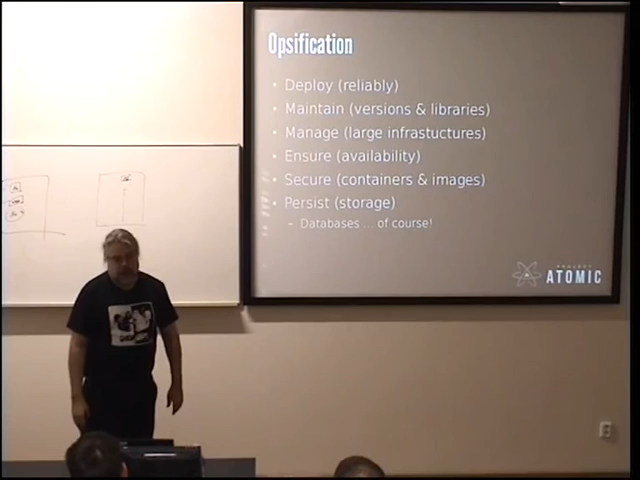 Opsification
• Deploy (reliably)
• Maintain (versions & libraries)
• Manage (large infrastuctures)
• Ensure (availability)
• Secure (containers & images)
• Persist (storage)
– Databases ... of course!
PROJECT
ATOMIC